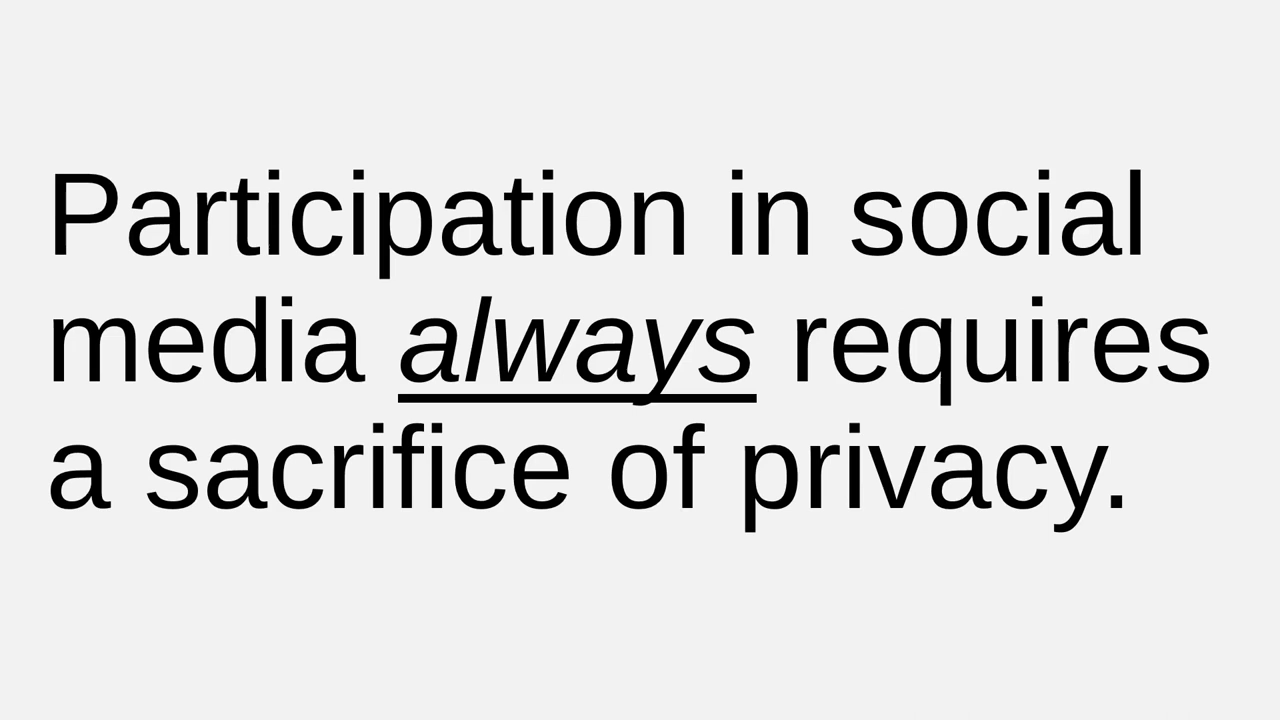 Participation in social
media always requires
a sacrifice of privacy.